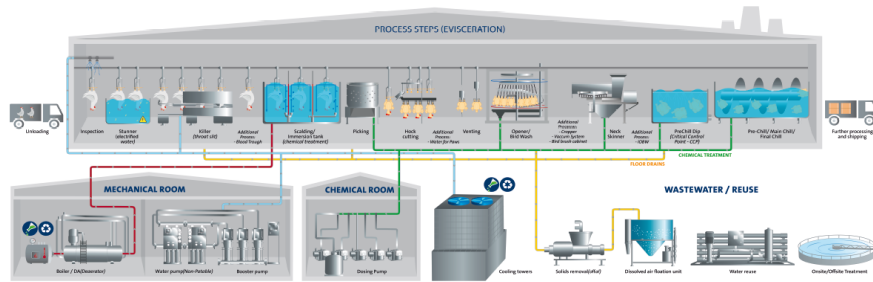 PROCESS STEPS (EVISCERATION)
Unloading
Inspection
Stunner
(electrified
water)
Killer
(throat slit)
Additional
Process:
-Blood trough
Scalding/
Immersion tank
(chemical treatment)
Picking
Hock
cutting
Additional
Process:
-Water for Paws
Venting
Opener/
Bird Wash
Additional
Processes:
- Cropper
- Vacuum System
- Bird brush cabinet
Neck
Skinner
Additional
Process:
-IOBW
PreChill Dip
(Critical Control
Point - CCP)
Pre-Chill/ Main Chill/
Final Chill
Further processing
and shipping
CHEMICAL TREATMENT
FLOOR DRAINS
MECHANICAL ROOM
CHEMICAL ROOM
WASTEWATER / REUSE
Boiler / DA(Deaerator)
Water pump(Non-Potable)
Booster pump
Dosing Pump
Cooling towers
Solids removal(offal)
Dissolved air floation unit
Water reuse
Onsite/Offsite Treatment